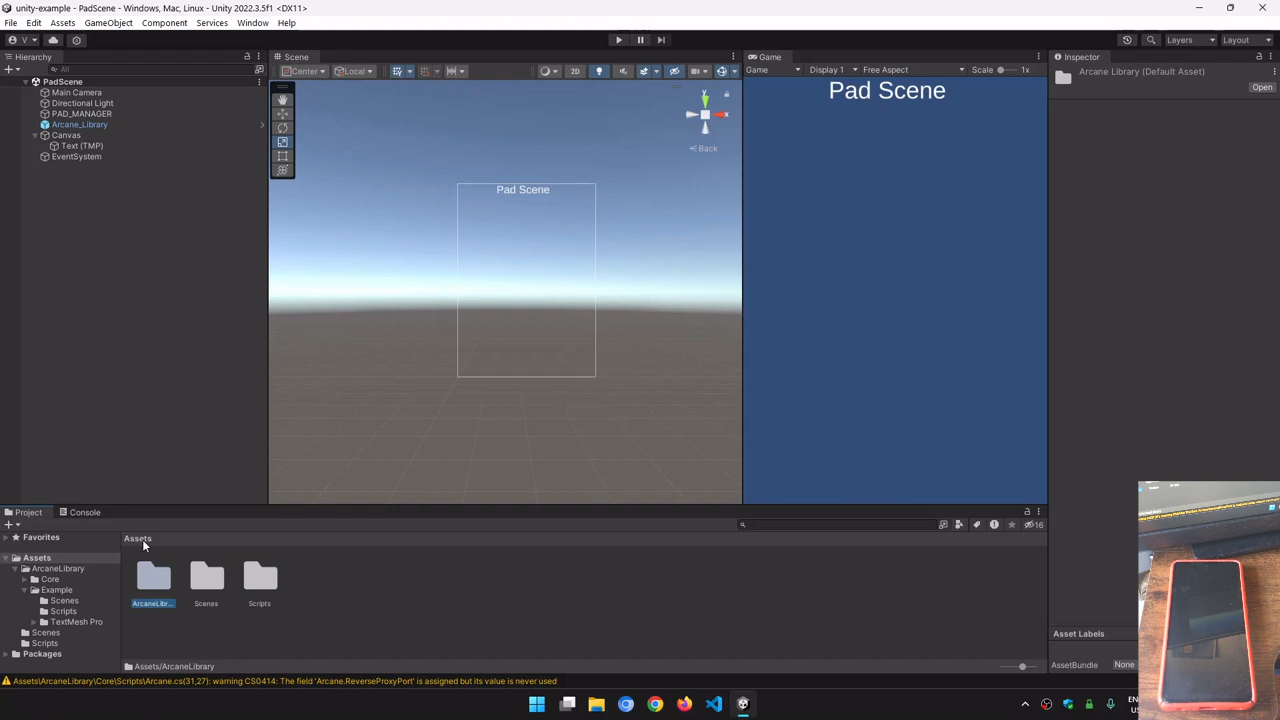 unity-example - PadScene - Windows, Mac, Linux - Unity 2022.3.5f1 <DX11>
File Edit Assets GameObject Component Services Window Help
V Layers Layout
Hierarchy
All
PadScene
Main Camera
Directional Light
PAD_MANAGER
Arcane_Library
Canvas
Text (TMP)
EventSystem
Scene
Center Local 2D
y
x
Back
Pad Scene
Game
Game Display 1 Free Aspect Scale 1x
Pad Scene
Inspector
Arcane Library (Default Asset)
Open
Project Console
16
Favorites
Assets
ArcaneLibrary
Core
Example
Scenes
Scripts
TextMesh Pro
Scenes
Scripts
Packages
Assets
ArcaneLibr...
Scenes
Scripts
Assets/ArcaneLibrary
Asset Labels
AssetBundle None
Assets\ArcaneLibrary\Core\Scripts\Arcane.cs(31,27): warning CS0414: The field 'Arcane.ReverseProxyPort' is assigned but its value is never used